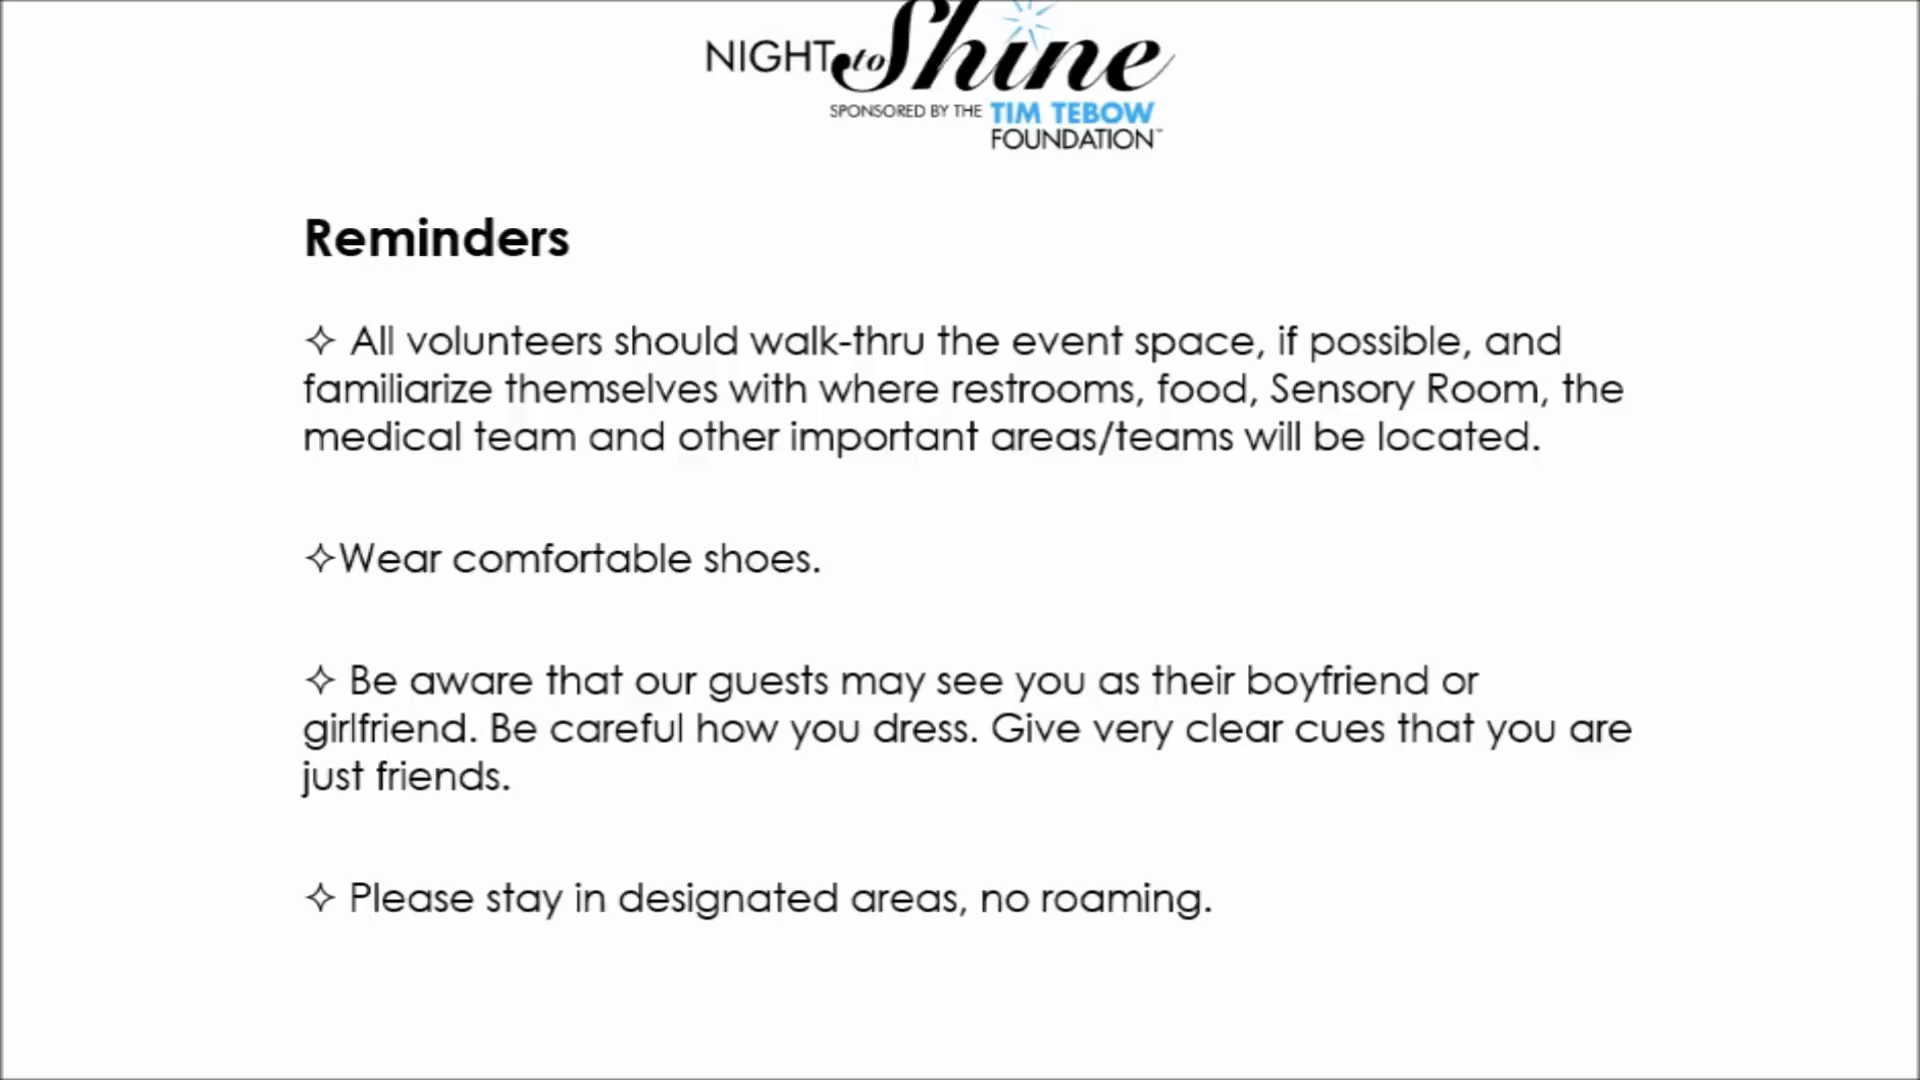 NIGHT to Shine
SPONSORED BY THE TIM TEBOW
FOUNDATION™
Reminders
✧ All volunteers should walk-thru the event space, if possible, and
familiarize themselves with where restrooms, food, Sensory Room, the
medical team and other important areas/teams will be located.
✧Wear comfortable shoes.
✧ Be aware that our guests may see you as their boyfriend or
girlfriend. Be careful how you dress. Give very clear cues that you are
just friends.
✧ Please stay in designated areas, no roaming.